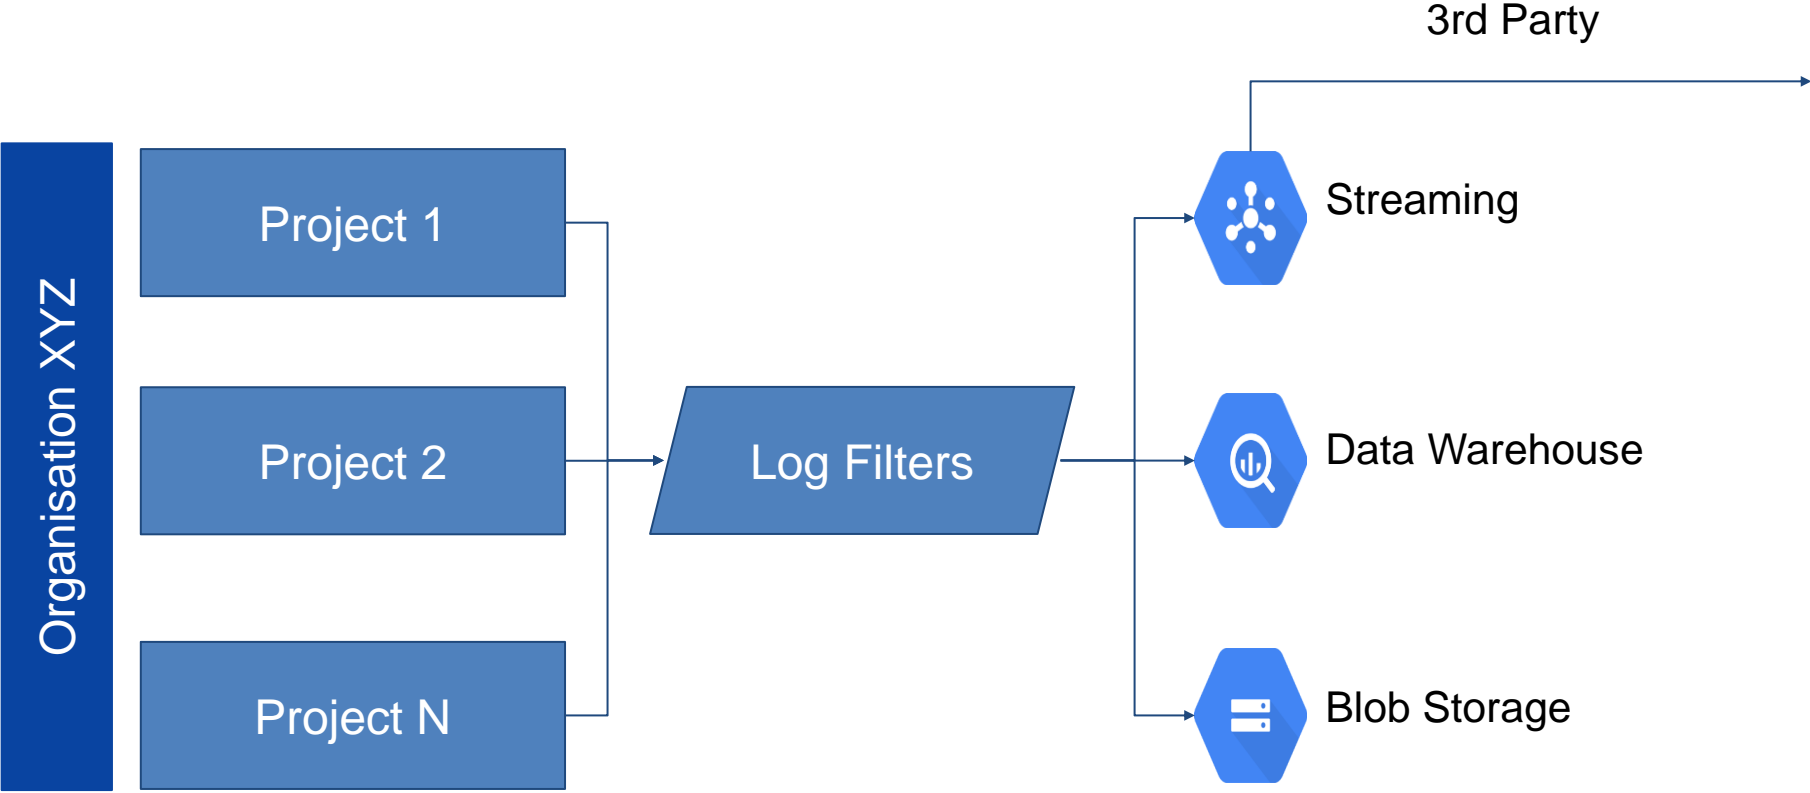 3rd Party
Organisation XYZ
Project 1
Streaming
Project 2
Log Filters
Data Warehouse
Project N
Blob Storage